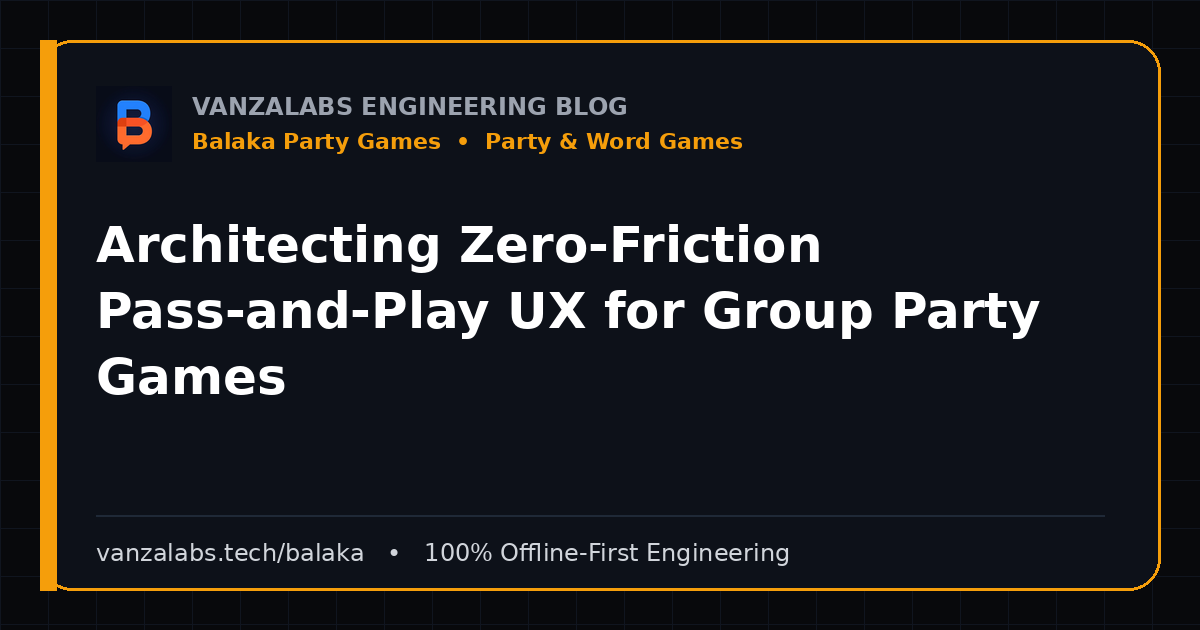 VANZALABS ENGINEERING BLOG
Balaka Party Games • Party & Word Games
Architecting Zero-Friction
Pass-and-Play UX for Group Party
Games
vanzalabs.tech/balaka • 100% Offline-First Engineering